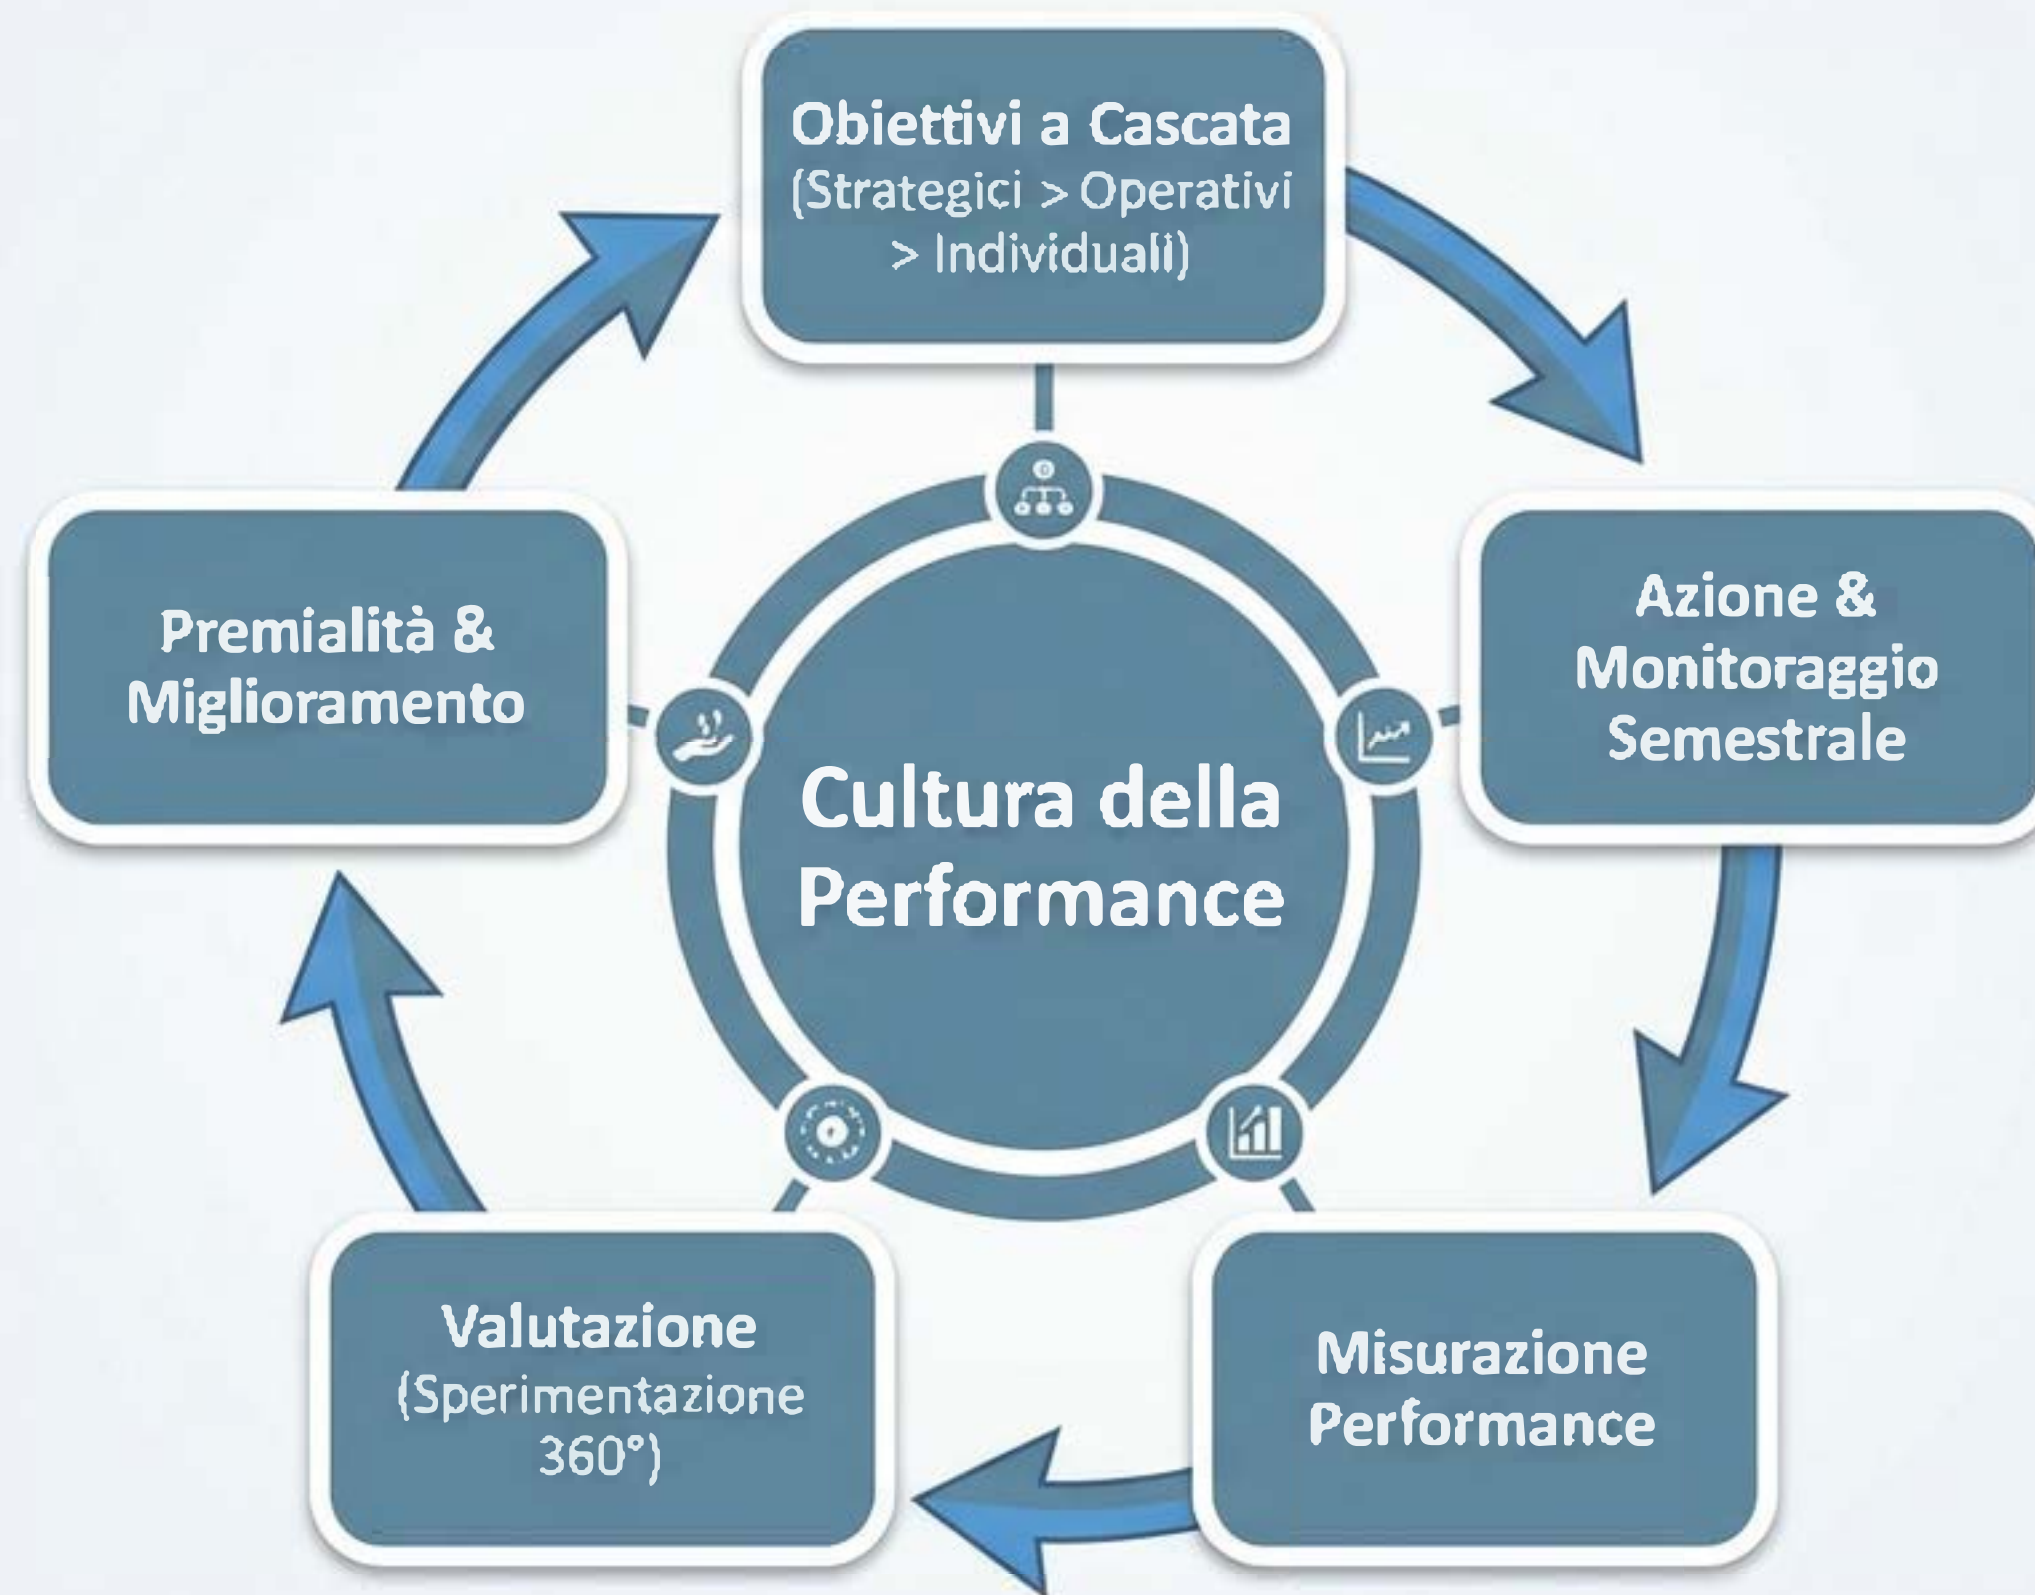 Obiettivi a Cascata
(Strategici > Operativi
> Individuali)
Azione &
Monitoraggio
Semestrale
Premialità &
Miglioramento
Cultura della
Performance
Valutazione
(Sperimentazione
360°)
Misurazione
Performance